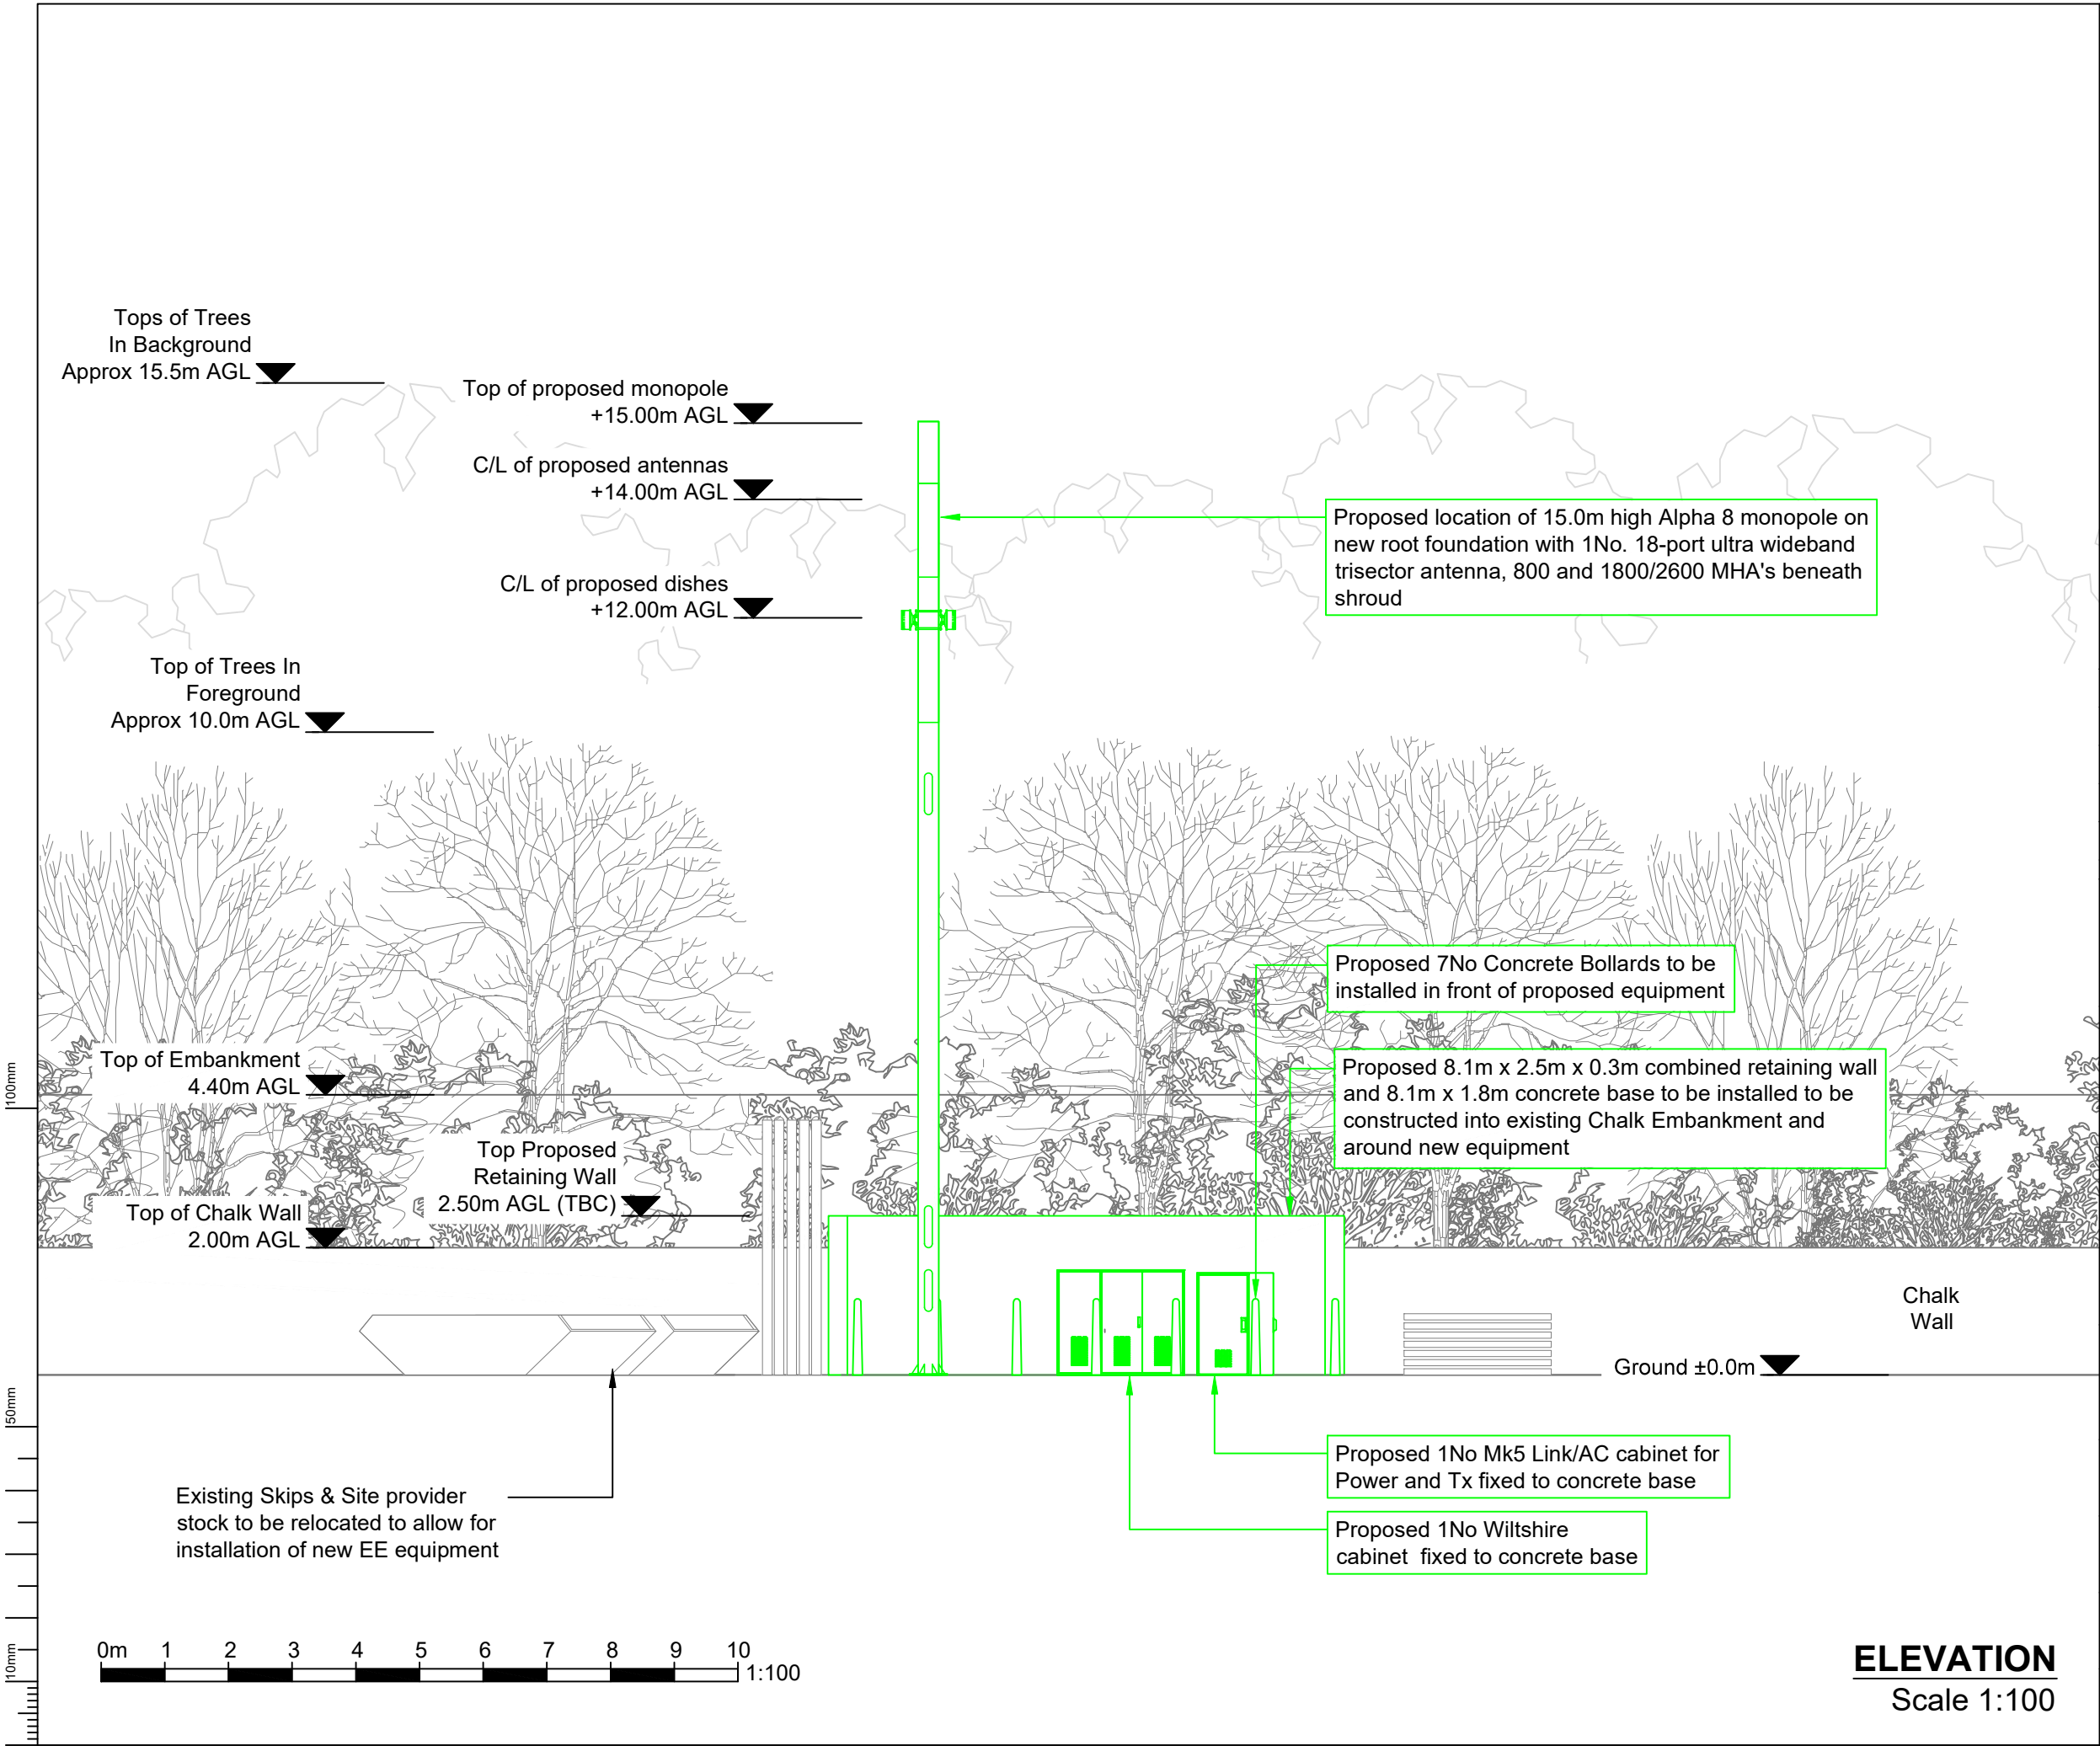 Tops of Trees
In Background
Approx 15.5m AGL
Top of proposed monopole
+15.00m AGL
C/L of proposed antennas
+14.00m AGL
Proposed location of 15.0m high Alpha 8 monopole on
new root foundation with 1No. 18-port ultra wideband
trisector antenna, 800 and 1800/2600 MHA's beneath
shroud
C/L of proposed dishes
+12.00m AGL
Top of Trees In
Foreground
Approx 10.0m AGL
Proposed 7No Concrete Bollards to be
installed in front of proposed equipment
Top of Embankment
4.40m AGL
Proposed 8.1m x 2.5m x 0.3m combined retaining wall
and 8.1m x 1.8m concrete base to be installed to be
constructed into existing Chalk Embankment and
around new equipment
Top Proposed
Retaining Wall
2.50m AGL (TBC)
Top of Chalk Wall
2.00m AGL
Chalk
Wall
Ground ±0.0m
Proposed 1No Mk5 Link/AC cabinet for
Power and Tx fixed to concrete base
Existing Skips & Site provider
stock to be relocated to allow for
installation of new EE equipment
Proposed 1No Wiltshire
cabinet  fixed to concrete base
100mm
50mm
10mm
0m 1 2 3 4 5 6 7 8 9 10
1:100
ELEVATION
Scale 1:100